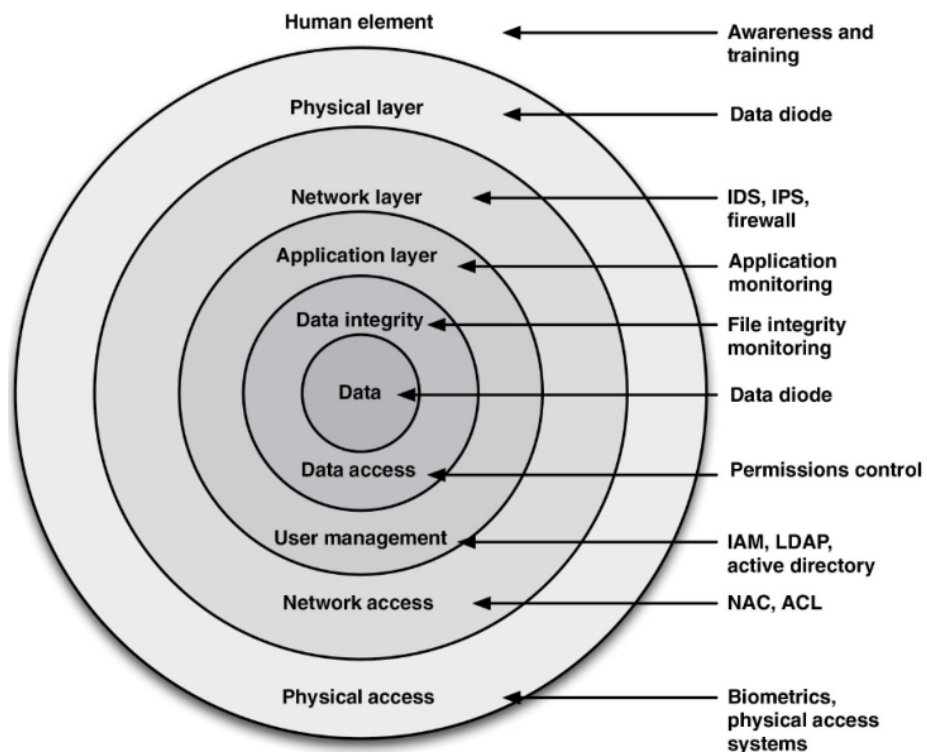 Human element
Awareness and
training
Physical layer
Data diode
Network layer
IDS, IPS,
firewall
Application layer
Application
monitoring
Data integrity
File integrity
monitoring
Data
Data diode
Data access
Permissions control
User management
IAM, LDAP,
active directory
Network access
NAC, ACL
Physical access
Biometrics,
physical access
systems